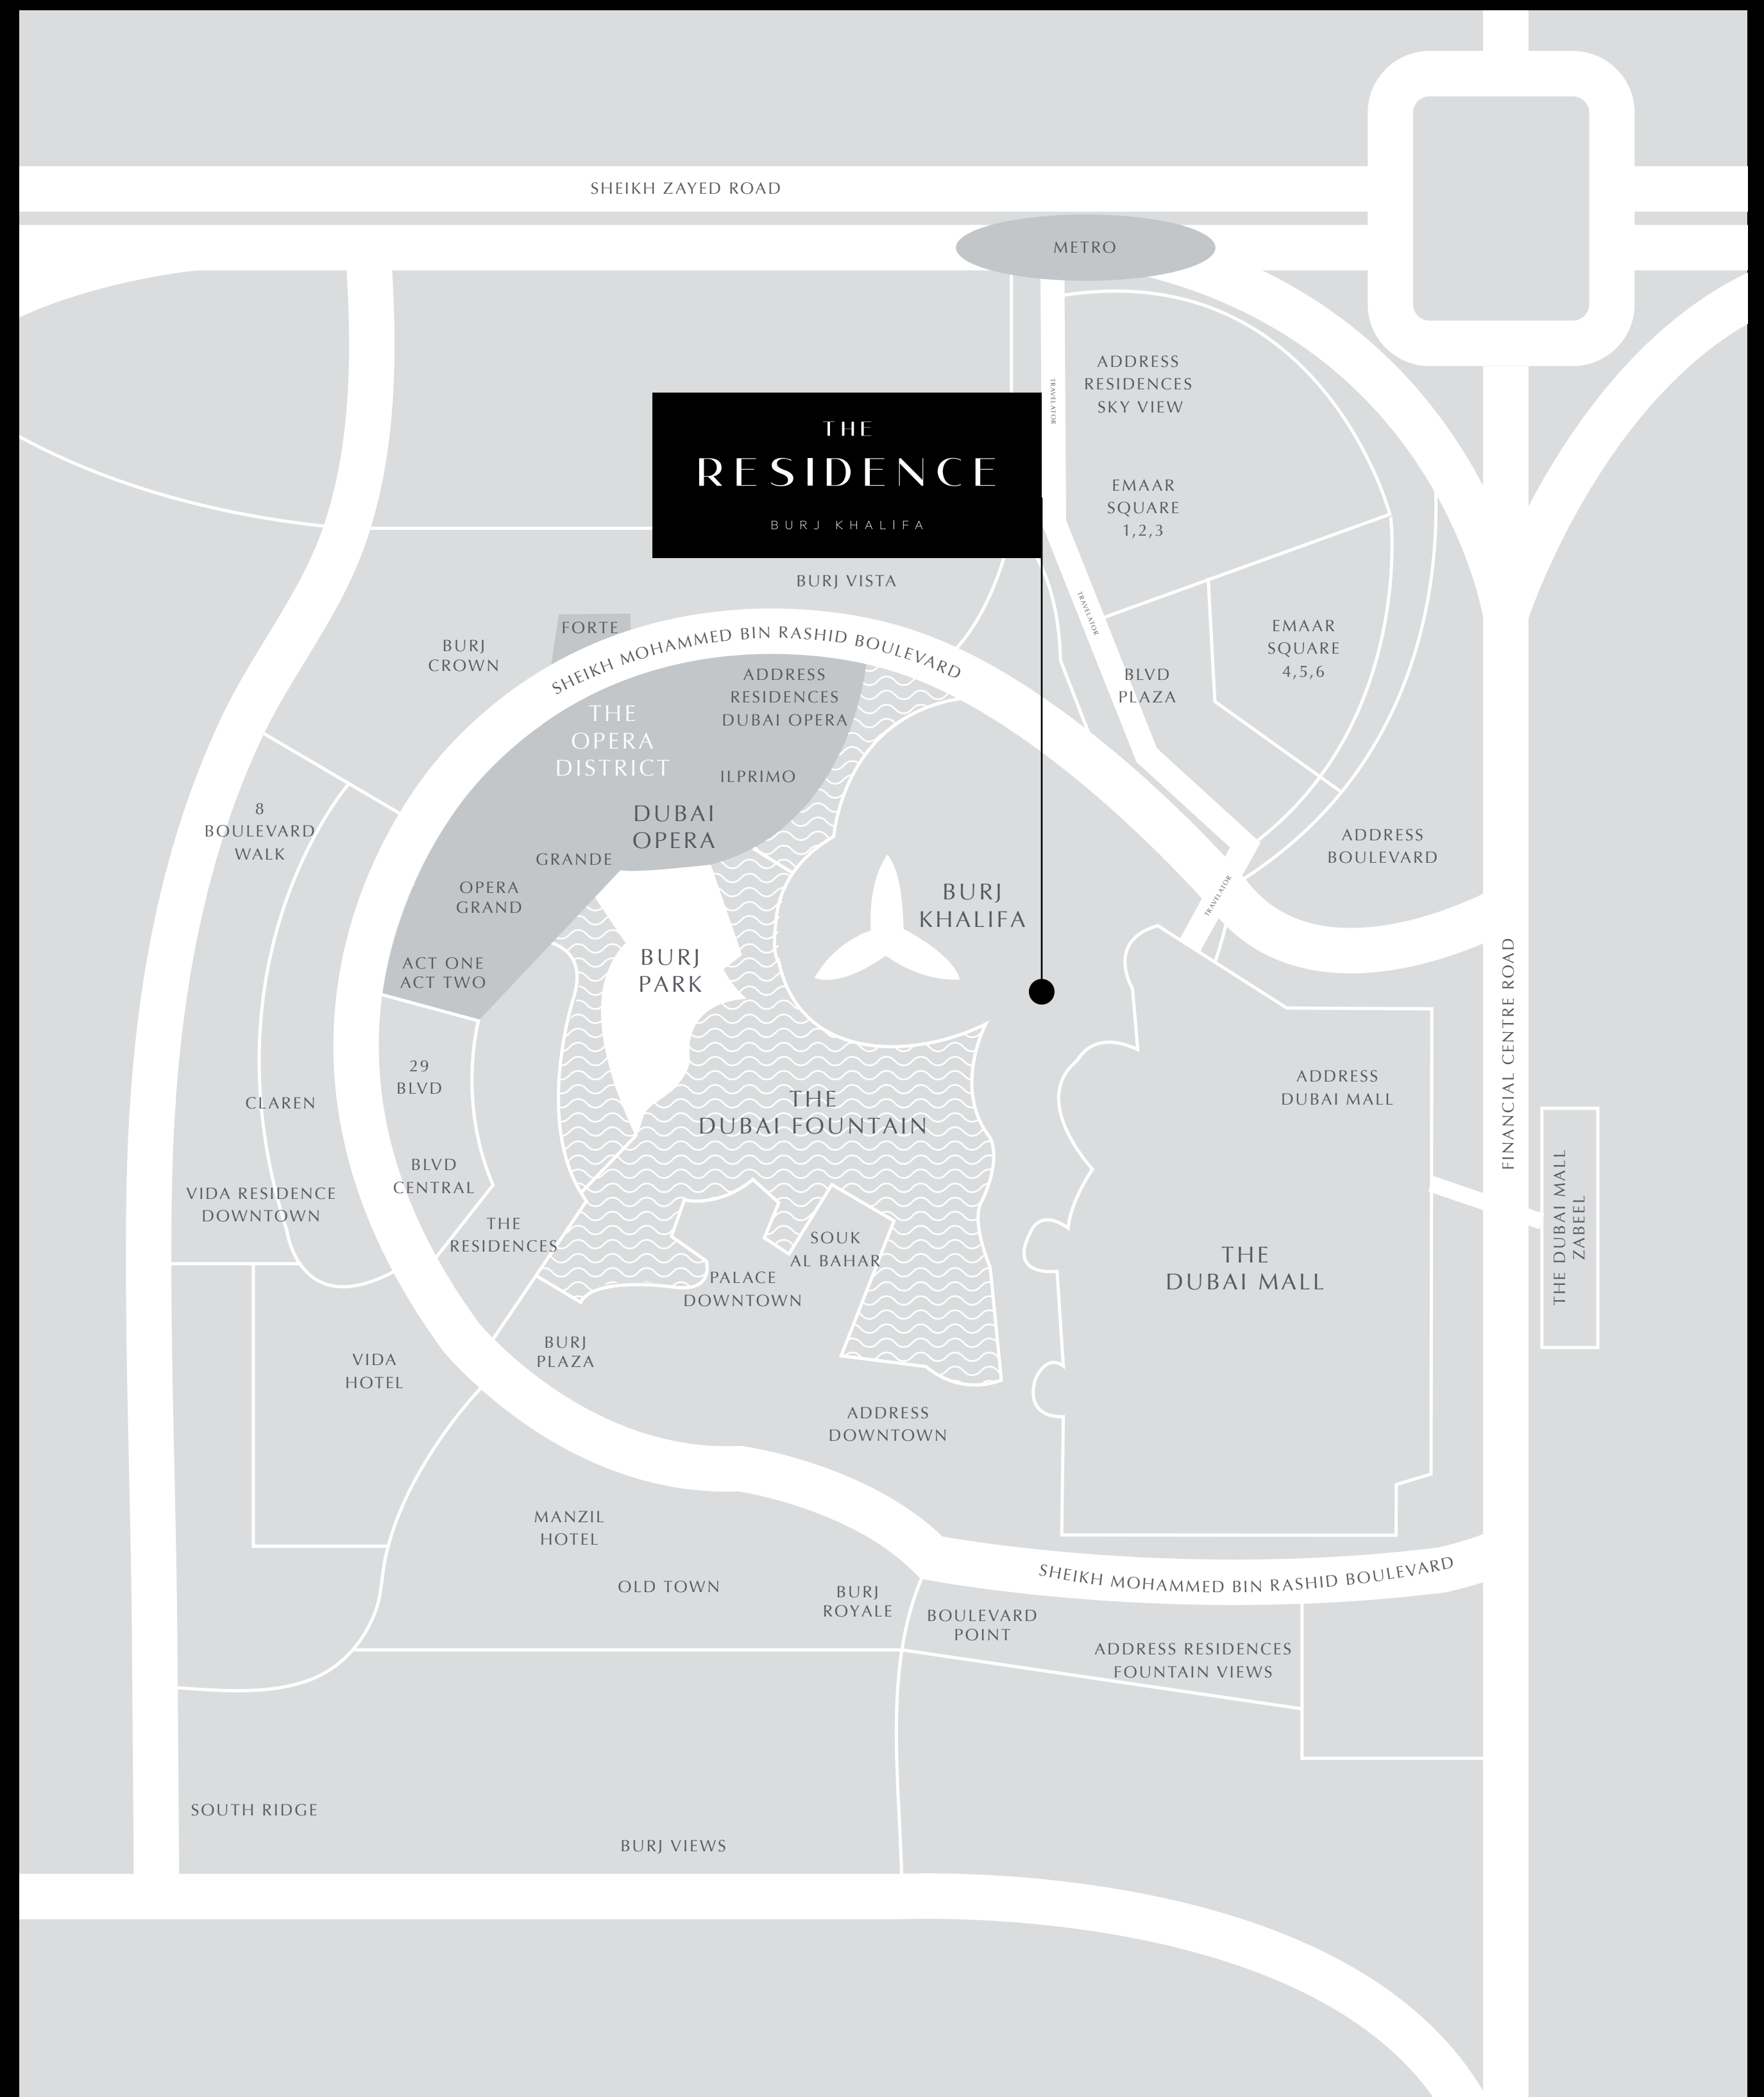 SHEIKH ZAYED ROAD
METRO
TRAVELATOR
ADDRESS
RESIDENCES
SKY VIEW
THE
RESIDENCE
BURJ KHALIFA
EMAAR
SQUARE
1,2,3
BURJ VISTA
TRAVELATOR
FORTE
SHEIKH MOHAMMED BIN RASHID BOULEVARD
BURJ
CROWN
EMAAR
SQUARE
4,5,6
ADDRESS
RESIDENCES
DUBAI OPERA
BLVD
PLAZA
THE
OPERA
DISTRICT
ILPRIMO
8
BOULEVARD
WALK
DUBAI
OPERA
ADDRESS
BOULEVARD
GRANDE
OPERA
GRAND
BURJ
KHALIFA
TRAVELATOR
ACT ONE
ACT TWO
BURJ
PARK
FINANCIAL CENTRE ROAD
29
BLVD
ADDRESS
DUBAI MALL
CLAREN
THE
DUBAI FOUNTAIN
BLVD
CENTRAL
VIDA RESIDENCE
DOWNTOWN
THE
RESIDENCES
SOUK
AL BAHAR
THE DUBAI MALL
ZABEEL
THE
DUBAI MALL
PALACE
DOWNTOWN
BURJ
PLAZA
VIDA
HOTEL
ADDRESS
DOWNTOWN
MANZIL
HOTEL
SHEIKH MOHAMMED BIN RASHID BOULEVARD
OLD TOWN
BURJ
ROYALE
BOULEVARD
POINT
ADDRESS RESIDENCES
FOUNTAIN VIEWS
SOUTH RIDGE
BURJ VIEWS